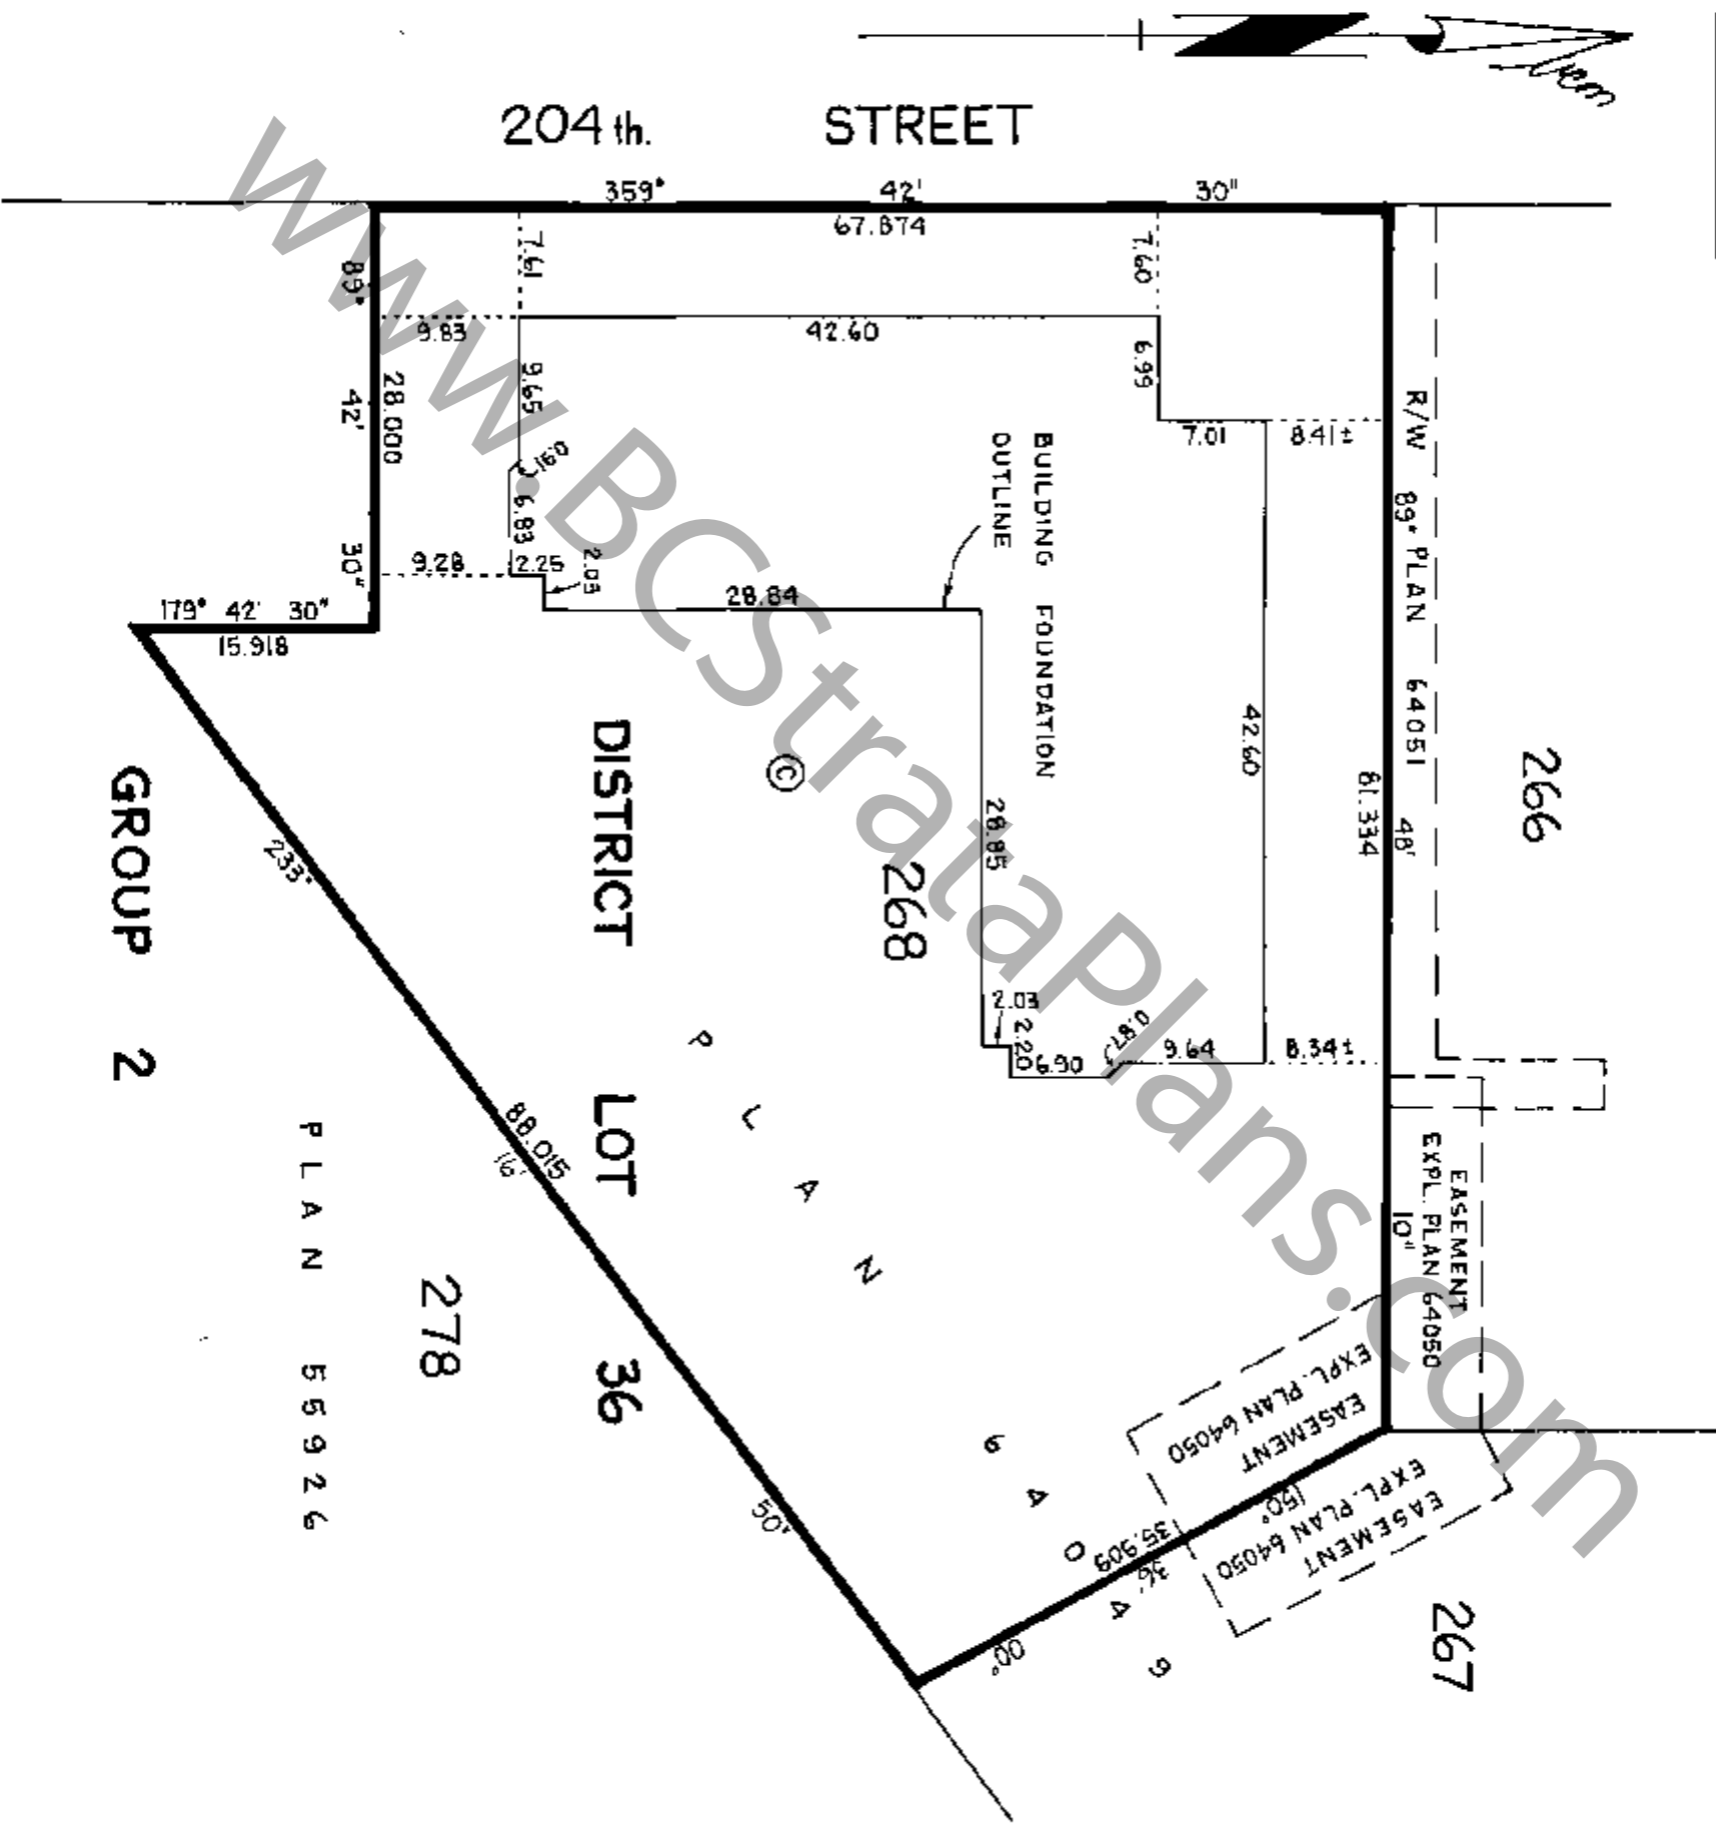 204 th. STREET
359° 42' 30"
67.874
7.61
7.60
89° 42' 30"
28.000
9.83
42.60
6.99
9.65
7.01
8.41±
0.91
6.83
9.28
2.25
2.03
28.84
BUILDING FOUNDATION
OUTLINE
R/W PLAN 64051
89° 48' 10"
81.334
266
179° 42' 30"
15.918
42.60
28.85
©
268
DISTRICT LOT 36
GROUP 2
2.03
2.20
6.90
0.87
9.64
8.34±
233° 16' 50"
88.015
PLAN 64049
278
PLAN 55926
EASEMENT
EXPL. PLAN 64050
EASEMENT
EXPL. PLAN 64050
EASEMENT
EXPL. PLAN 64050
150° 36' 00"
35.909
267
www.BCStrataPlans.com